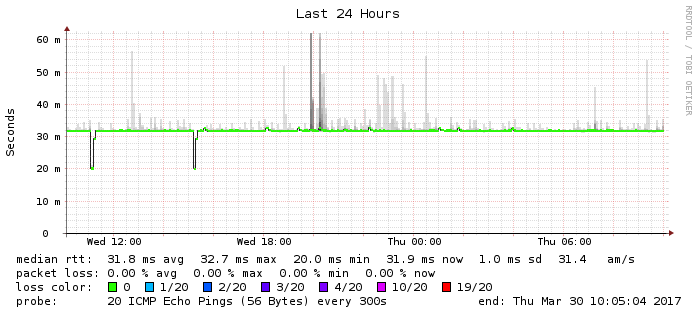 Last 24 Hours
RRDTOOL / TOBI OETIKER
Seconds
60 m
50 m
40 m
30 m
20 m
10 m
0
Wed 12:00 Wed 18:00 Thu 00:00 Thu 06:00
median rtt: 31.8 ms avg 32.7 ms max 20.0 ms min 31.9 ms now 1.0 ms sd 31.4 am/s
packet loss: 0.00 % avg 0.00 % max 0.00 % min 0.00 % now
loss color: 0 1/20 2/20 3/20 4/20 10/20 19/20
probe: 20 ICMP Echo Pings (56 Bytes) every 300s end: Thu Mar 30 10:05:04 2017